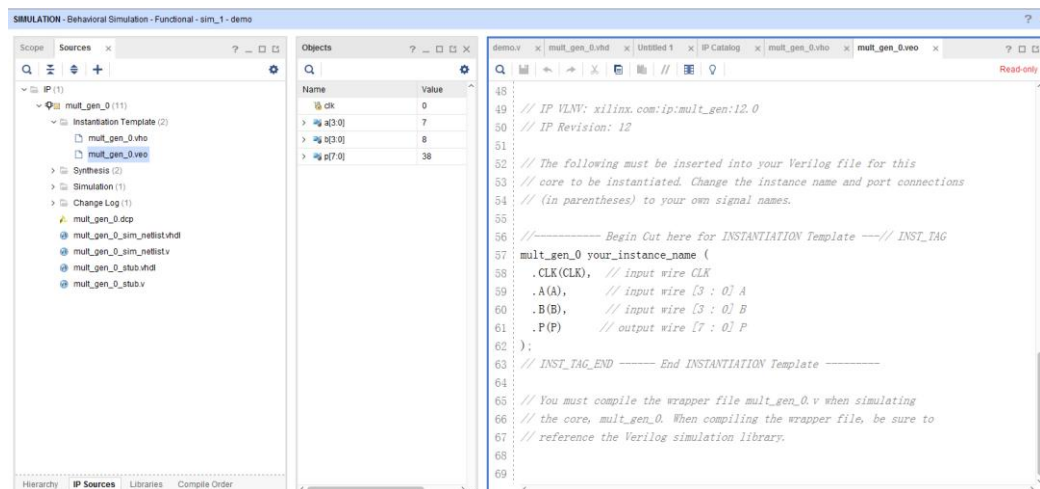 SIMULATION - Behavioral Simulation - Functional - sim_1 - demo
?
Scope Sources × ? _ □
IP (1)
mult_gen_0 (11)
Instantiation Template (2)
mult_gen_0.vho
mult_gen_0.veo
Synthesis (2)
Simulation (1)
Change Log (1)
mult_gen_0.dcp
mult_gen_0_sim_netlist.vhdl
mult_gen_0_sim_netlist.v
mult_gen_0_stub.vhdl
mult_gen_0_stub.v
Hierarchy IP Sources Libraries Compile Order
Objects ? _ □ ×
Name Value
clk 0
a[3:0] 7
b[3:0] 8
p[7:0] 38
demo.v × mult_gen_0.vhd × Untitled 1 × IP Catalog × mult_gen_0.vho × mult_gen_0.veo × ? □
Read-only
48
49 // IP VLNV: xilinx.com:ip:mult_gen:12.0
50 // IP Revision: 12
51
52 // The following must be inserted into your Verilog file for this
53 // core to be instantiated. Change the instance name and port connections
54 // (in parentheses) to your own signal names.
55
56 //----------- Begin Cut here for INSTANTIATION Template ---// INST_TAG
57 mult_gen_0 your_instance_name (
58 .CLK(CLK), // input wire CLK
59 .A(A), // input wire [3 : 0] A
60 .B(B), // input wire [3 : 0] B
61 .P(P) // output wire [7 : 0] P
62 );
63 // INST_TAG_END ------ End INSTANTIATION Template ---------
64
65 // You must compile the wrapper file mult_gen_0.v when simulating
66 // the core, mult_gen_0. When compiling the wrapper file, be sure to
67 // reference the Verilog simulation library.
68
69